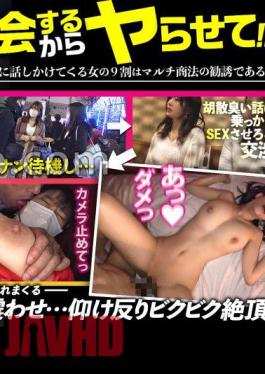 会するからヤらせて!!
に話しかけてくる女の9割はマルチ商法の勧誘である
胡散臭い話
乗っか
SEXさせろ
交渉
ナン待機し…
あっ♥
ダメっ
カメラ止めてっ
れまくる
震わせ…仰け反りビクビク絶頂
JAVHD